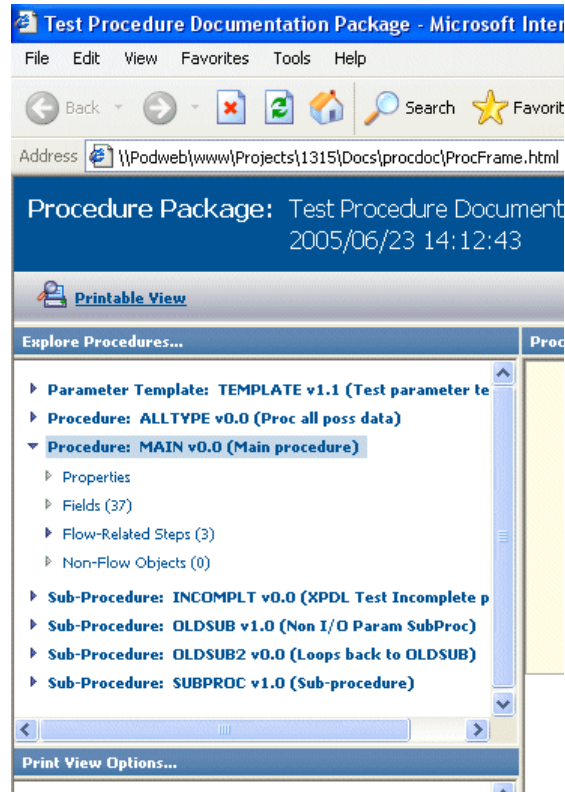 Test Procedure Documentation Package - Microsoft Inter
File Edit View Favorites Tools Help
Back Search Favorit
Address \\Podweb\www\Projects\1315\Docs\procdoc\ProcFrame.html
Procedure Package: Test Procedure Document
2005/06/23 14:12:43
Printable View
Explore Procedures... Proc
Parameter Template: TEMPLATE v1.1 (Test parameter te
Procedure: ALLTYPE v0.0 (Proc all poss data)
Procedure: MAIN v0.0 (Main procedure)
Properties
Fields (37)
Flow-Related Steps (3)
Non-Flow Objects (0)
Sub-Procedure: INCOMPLT v0.0 (XPDL Test Incomplete p
Sub-Procedure: OLDSUB v1.0 (Non I/O Param SubProc)
Sub-Procedure: OLDSUB2 v0.0 (Loops back to OLDSUB)
Sub-Procedure: SUBPROC v1.0 (Sub-procedure)
Print View Options...